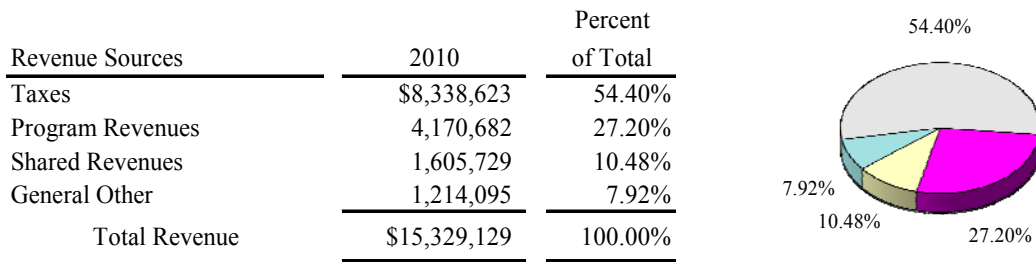 Percent
Revenue Sources 2010 of Total
Taxes $8,338,623 54.40%
Program Revenues 4,170,682 27.20%
Shared Revenues 1,605,729 10.48%
General Other 1,214,095 7.92%
Total Revenue $15,329,129 100.00%
54.40%
7.92%
10.48%
27.20%